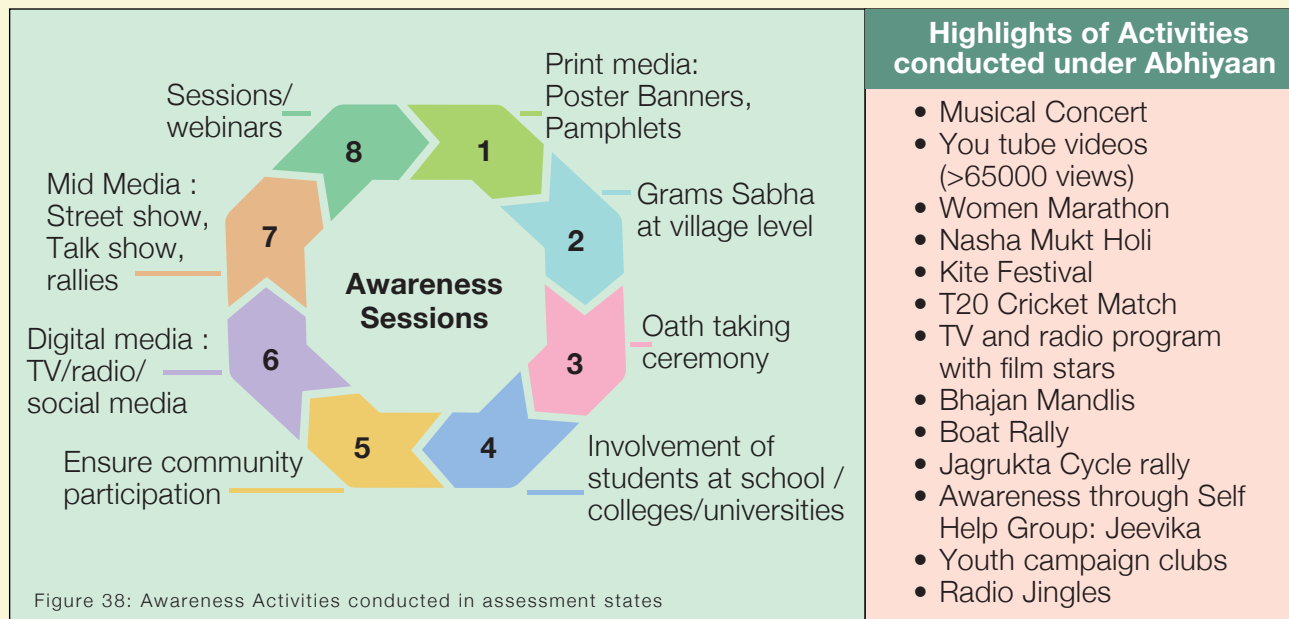 Print media:
Poster Banners,
Pamphlets
1
Grams Sabha
at village level
2
Oath taking
ceremony
3
Involvement of
students at school /
colleges/universities
4
Ensure community
participation
5
Digital media :
TV/radio/
social media
6
Mid Media :
Street show,
Talk show,
rallies
7
Sessions/
webinars
8
Awareness
Sessions
Figure 38: Awareness Activities conducted in assessment states
Highlights of Activities
conducted under Abhiyaan
• Musical Concert
• You tube videos
(>65000 views)
• Women Marathon
• Nasha Mukt Holi
• Kite Festival
• T20 Cricket Match
• TV and radio program
with film stars
• Bhajan Mandlis
• Boat Rally
• Jagrukta Cycle rally
• Awareness through Self
Help Group: Jeevika
• Youth campaign clubs
• Radio Jingles